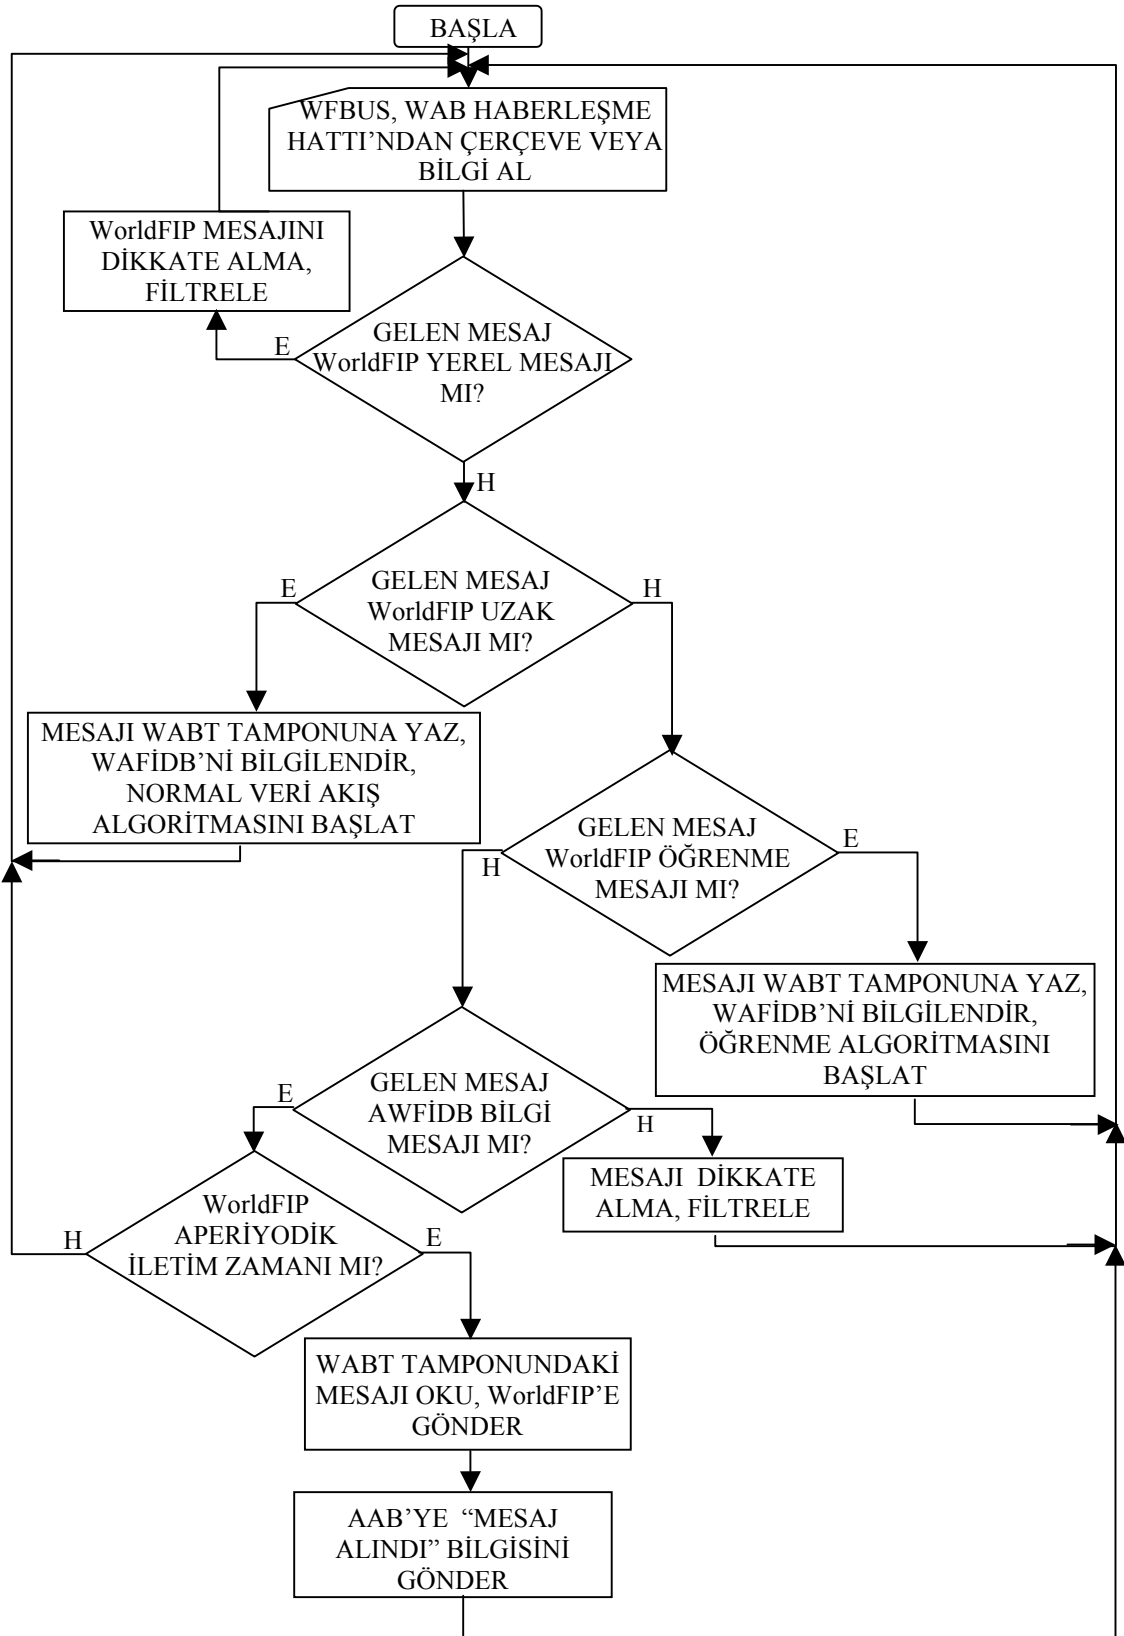 BAŞLA
WFBUS, WAB HABERLEŞME
HATTI’NDAN ÇERÇEVE VEYA
BİLGİ AL
WorldFIP MESAJINI
DİKKATE ALMA,
FİLTRELE
GELEN MESAJ
WorldFIP YEREL MESAJI
MI?
E
H
GELEN MESAJ
WorldFIP UZAK
MESAJI MI?
E
H
MESAJI WABT TAMPONUNA YAZ,
WAFİDB’Nİ BİLGİLENDİR,
NORMAL VERİ AKIŞ
ALGORİTMASINI BAŞLAT
GELEN MESAJ
WorldFIP ÖĞRENME
MESAJI MI?
H
E
MESAJI WABT TAMPONUNA YAZ,
WAFİDB’Nİ BİLGİLENDİR,
ÖĞRENME ALGORİTMASINI
BAŞLAT
GELEN MESAJ
AWFİDB BİLGİ
MESAJI MI?
E
H
MESAJI DİKKATE
ALMA, FİLTRELE
WorldFIP
APERİYODİK
İLETİM ZAMANI MI?
H
E
WABT TAMPONUNDAKİ
MESAJI OKU, WorldFIP’E
GÖNDER
AAB’YE “MESAJ
ALINDI” BİLGİSİNİ
GÖNDER